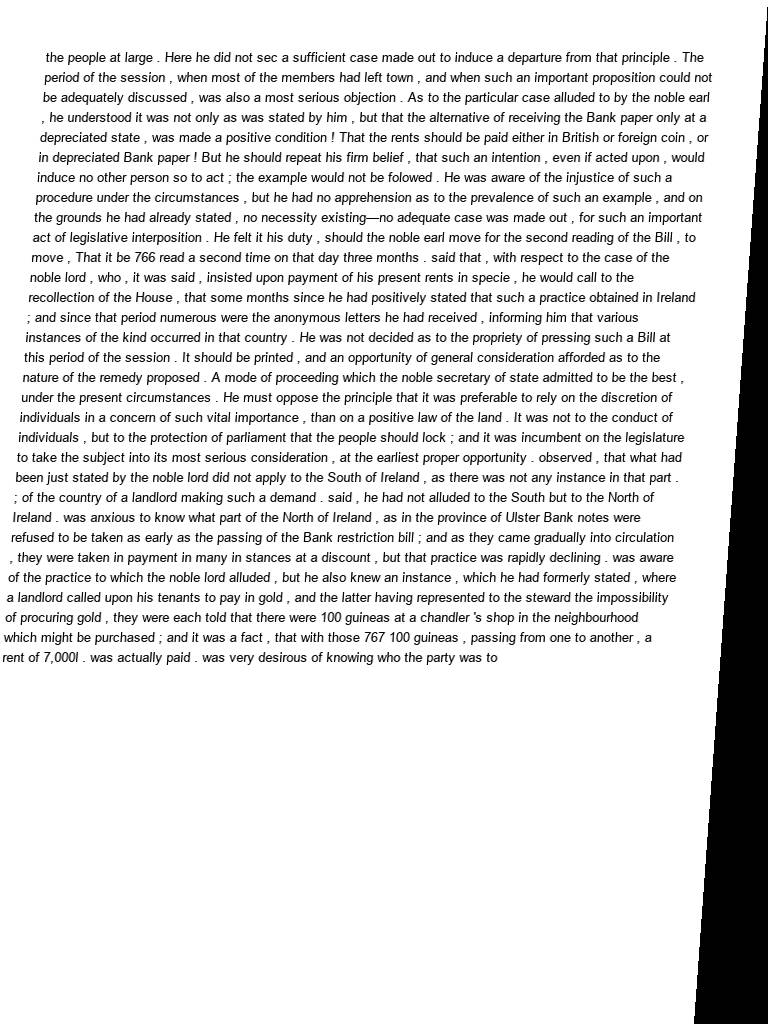 the people at large . Here he did not sec a sufficient case made out to induce a departure from that principle . The
period of the session , when most of the members had left town , and when such an important proposition could not
be adequately discussed , was also a most serious objection . As to the particular case alluded to by the noble earl
, he understood it was not only as was stated by him , but that the alternative of receiving the Bank paper only at a
depreciated state , was made a positive condition ! That the rents should be paid either in British or foreign coin , or
in depreciated Bank paper ! But he should repeat his firm belief , that such an intention , even if acted upon , would
induce no other person so to act ; the example would not be folowed . He was aware of the injustice of such a
procedure under the circumstances , but he had no apprehension as to the prevalence of such an example , and on
the grounds he had already stated , no necessity existing—no adequate case was made out , for such an important
act of legislative interposition . He felt it his duty , should the noble earl move for the second reading of the Bill , to
move , That it be 766 read a second time on that day three months . said that , with respect to the case of the
noble lord , who , it was said , insisted upon payment of his present rents in specie , he would call to the
recollection of the House , that some months since he had positively stated that such a practice obtained in Ireland
; and since that period numerous were the anonymous letters he had received , informing him that various
instances of the kind occurred in that country . He was not decided as to the propriety of pressing such a Bill at
this period of the session . It should be printed , and an opportunity of general consideration afforded as to the
nature of the remedy proposed . A mode of proceeding which the noble secretary of state admitted to be the best ,
under the present circumstances . He must oppose the principle that it was preferable to rely on the discretion of
individuals in a concern of such vital importance , than on a positive law of the land . It was not to the conduct of
individuals , but to the protection of parliament that the people should lock ; and it was incumbent on the legislature
to take the subject into its most serious consideration , at the earliest proper opportunity . observed , that what had
been just stated by the noble lord did not apply to the South of Ireland , as there was not any instance in that part .
; of the country of a landlord making such a demand . said , he had not alluded to the South but to the North of
Ireland . was anxious to know what part of the North of Ireland , as in the province of Ulster Bank notes were
refused to be taken as early as the passing of the Bank restriction bill ; and as they came gradually into circulation
, they were taken in payment in many in stances at a discount , but that practice was rapidly declining . was aware
of the practice to which the noble lord alluded , but he also knew an instance , which he had formerly stated , where
a landlord called upon his tenants to pay in gold , and the latter having represented to the steward the impossibility
of procuring gold , they were each told that there were 100 guineas at a chandler 's shop in the neighbourhood
which might be purchased ; and it was a fact , that with those 767 100 guineas , passing from one to another , a
rent of 7,000l . was actually paid . was very desirous of knowing who the party was to